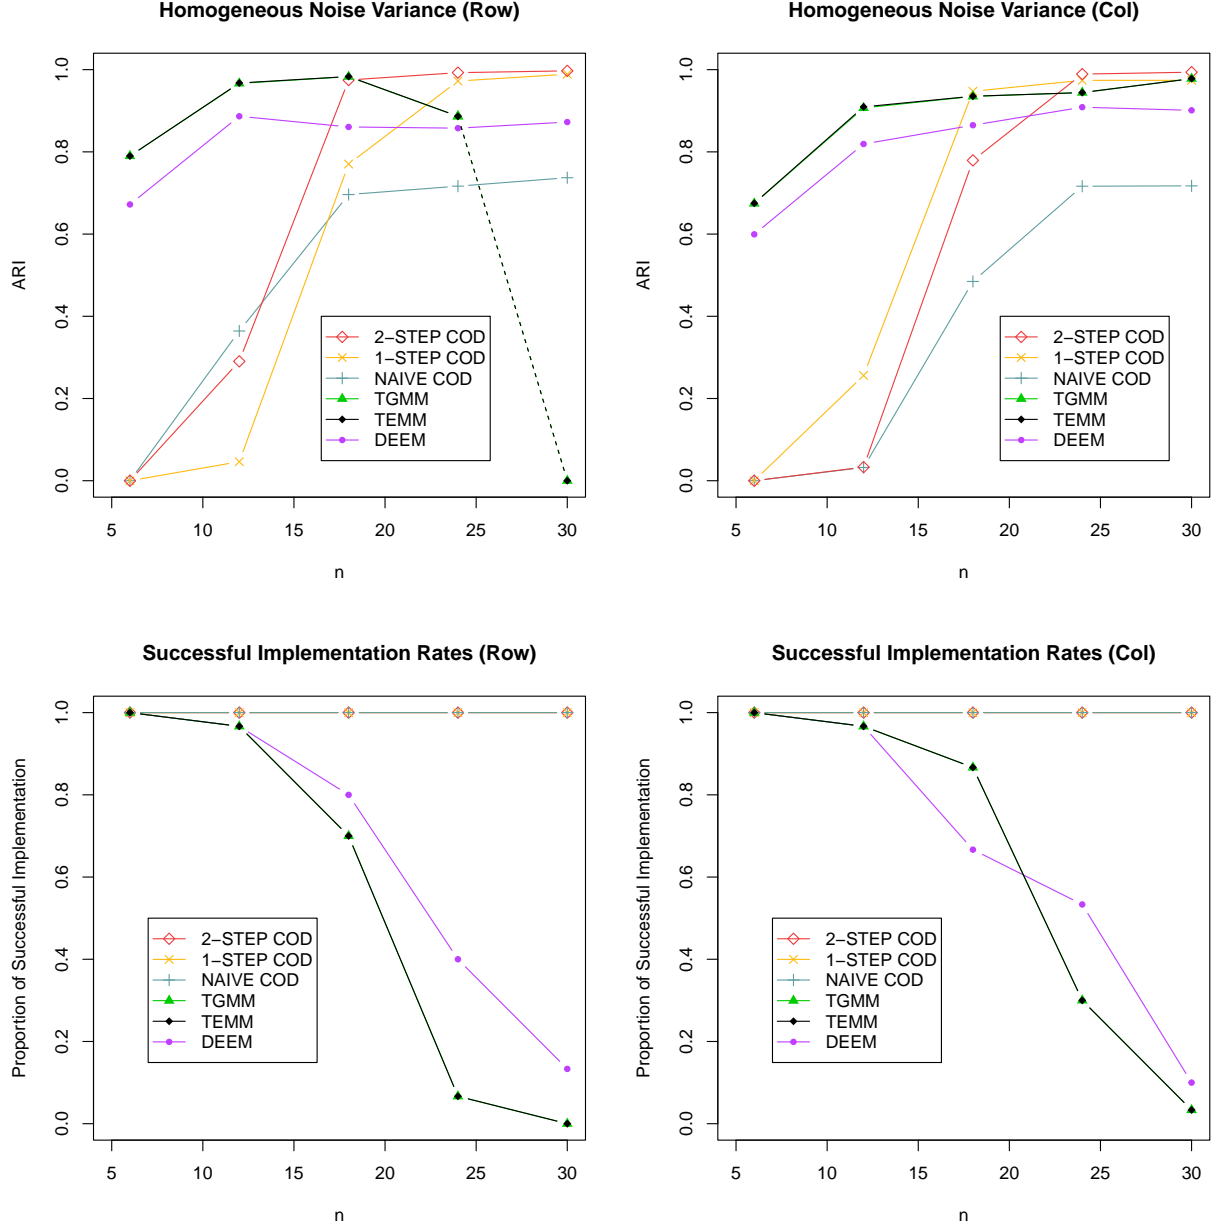 Homogeneous Noise Variance (Row)
ARI
0.0 0.2 0.4 0.6 0.8 1.0
2−STEP COD
1−STEP COD
NAIVE COD
TGMM
TEMM
DEEM
5 10 15 20 25 30
n
Homogeneous Noise Variance (Col)
ARI
0.0 0.2 0.4 0.6 0.8 1.0
2−STEP COD
1−STEP COD
NAIVE COD
TGMM
TEMM
DEEM
5 10 15 20 25 30
n
Successful Implementation Rates (Row)
Proportion of Successful Implementation
0.0 0.2 0.4 0.6 0.8 1.0
2−STEP COD
1−STEP COD
NAIVE COD
TGMM
TEMM
DEEM
5 10 15 20 25 30
n
Successful Implementation Rates (Col)
Proportion of Successful Implementation
0.0 0.2 0.4 0.6 0.8 1.0
2−STEP COD
1−STEP COD
NAIVE COD
TGMM
TEMM
DEEM
5 10 15 20 25 30
n